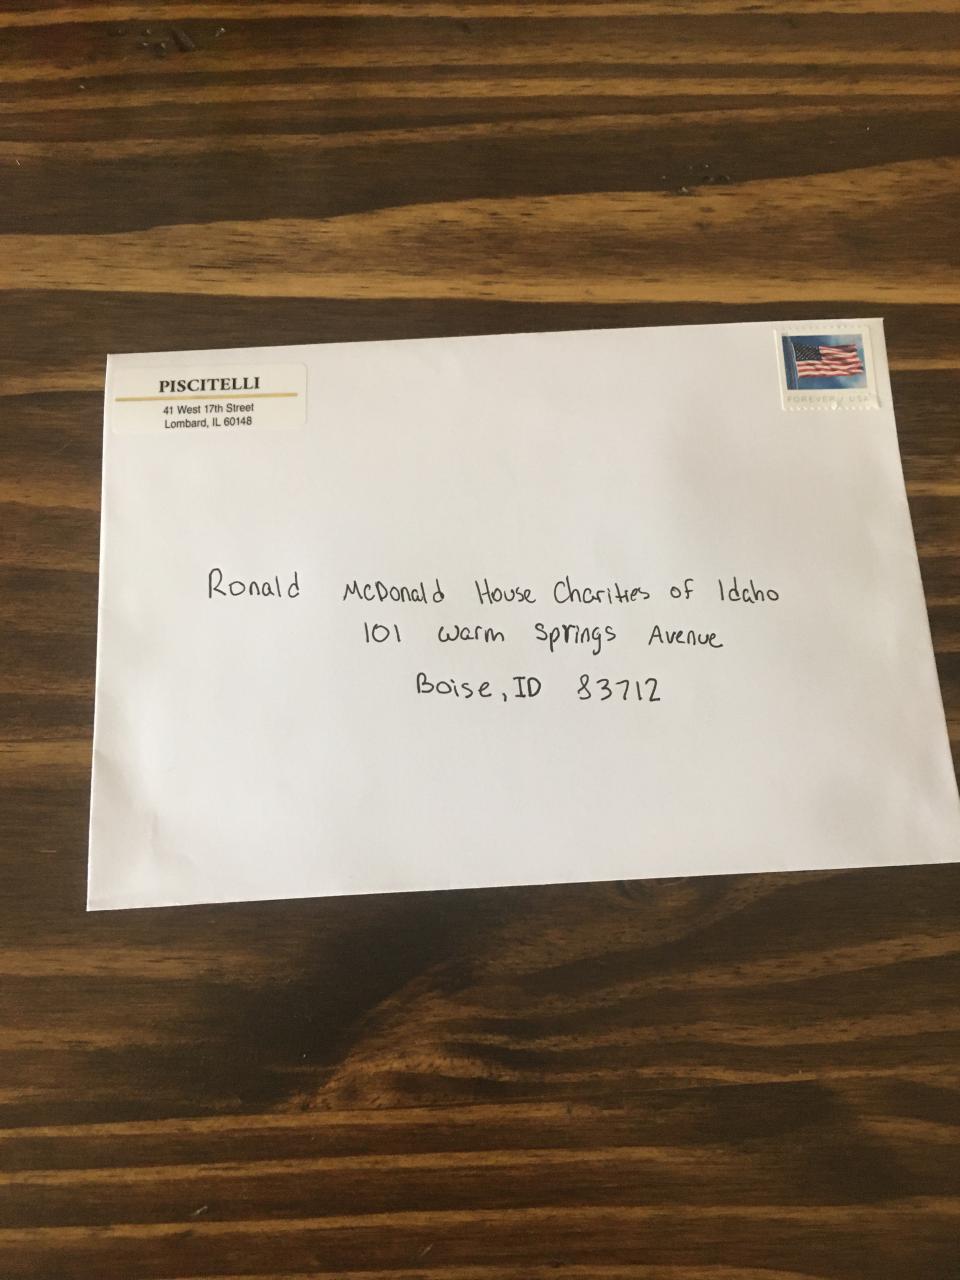 PISCITELLI
41 West 17th Street
Lombard, IL 60148
FOREVER / USA
Ronald McDonald House Charities of Idaho
101 Warm Springs Avenue
Boise, ID 83712